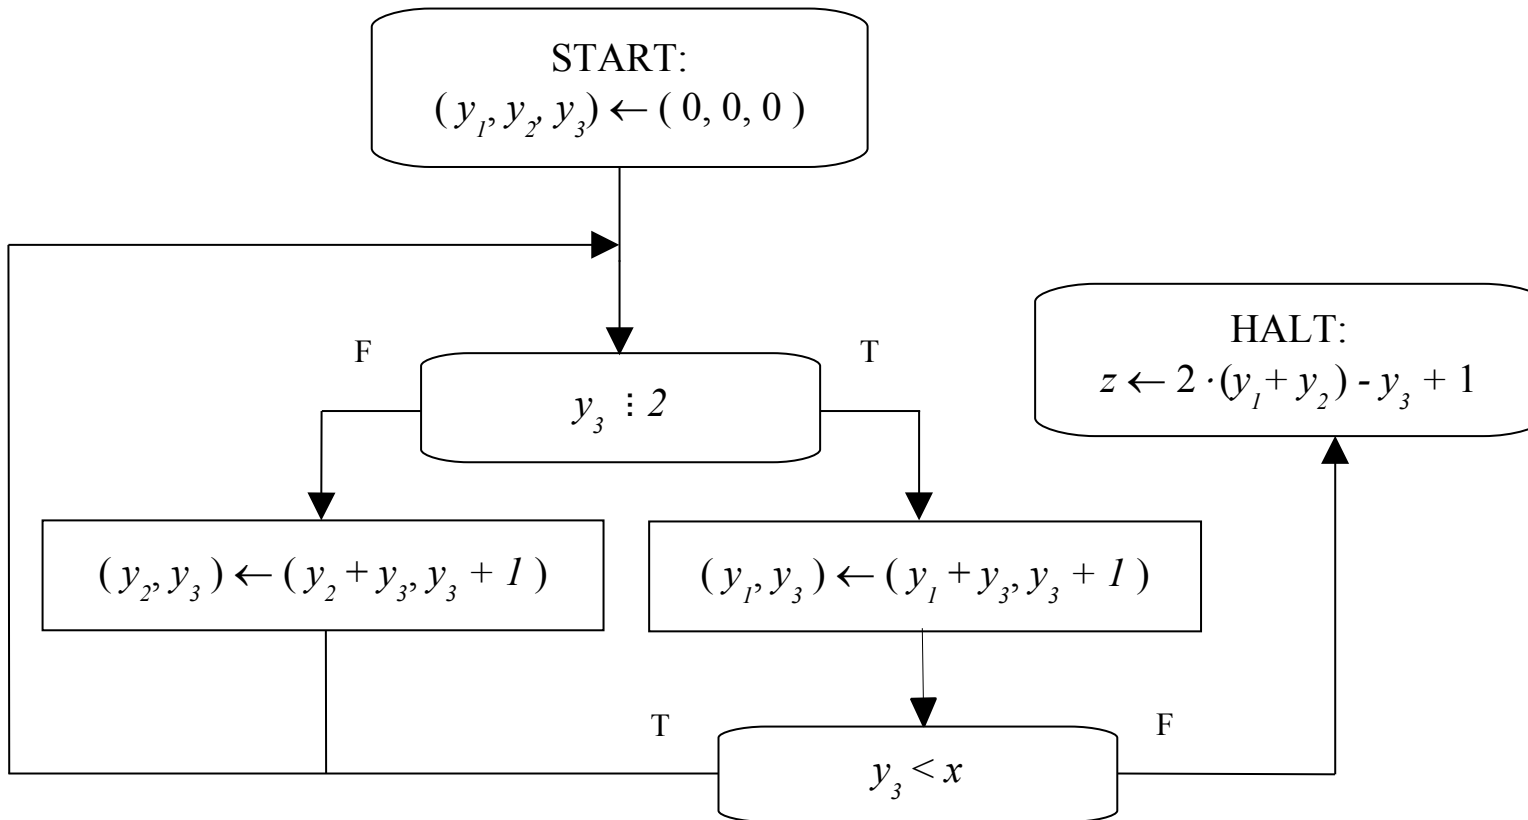 START:
( y₁, y₂, y₃ ) ← ( 0, 0, 0 )
F
T
y₃ ⋮ 2
HALT:
z ← 2 · (y₁ + y₂) - y₃ + 1
( y₂, y₃ ) ← ( y₂ + y₃, y₃ + 1 )
( y₁, y₃ ) ← ( y₁ + y₃, y₃ + 1 )
T
F
y₃ < x